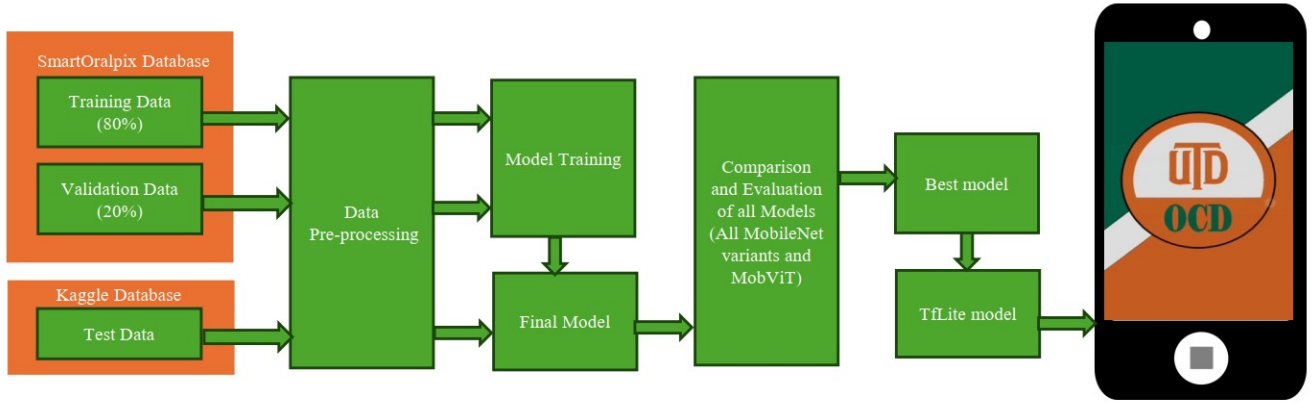 SmartOralpix Database
Training Data
(80%)
Validation Data
(20%)
Kaggle Database
Test Data
Data
Pre-processing
Model Training
Final Model
Comparison
and Evaluation
of all Models
(All MobileNet
variants and
MobViT)
Best model
TfLite model
UTD
OCD